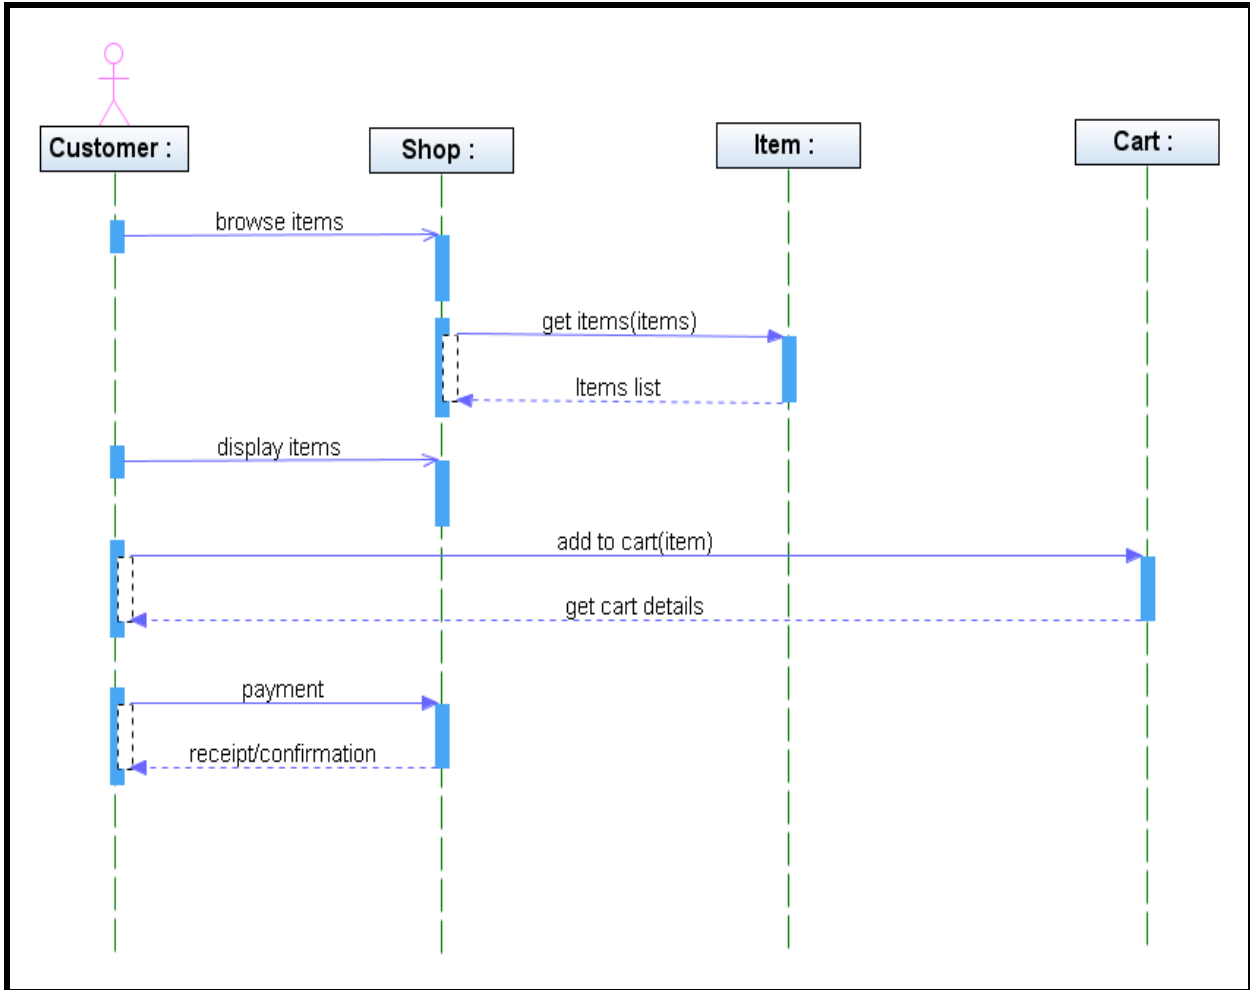 Customer :
Shop :
Item :
Cart :
browse items
get items(items)
Items list
display items
add to cart(item)
get cart details
payment
receipt/confirmation